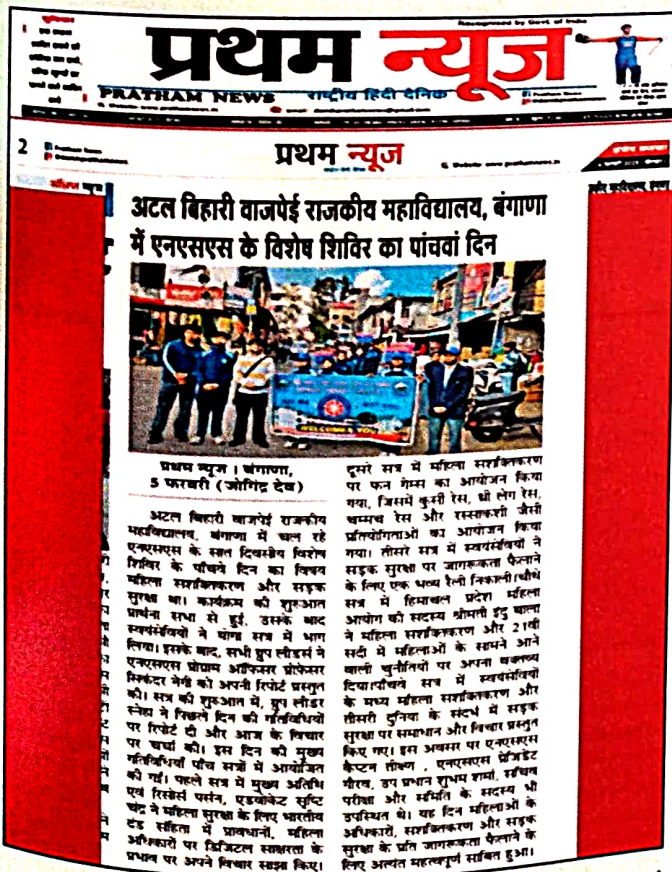 प्रथम न्यूज
PRATHAM NEWS राष्ट्रीय हिंदी दैनिक
2
प्रथम न्यूज
अटल बिहारी वाजपेई राजकीय महाविद्यालय, बंगाणा
में एनएसएस के विशेष शिविर का पांचवां दिन
WELCOMES YOU
प्रथम न्यूज। बंगाणा,
5 फरवरी (जोगिंद्र देव)
अटल बिहारी वाजपेई राजकीय
महाविद्यालय, बंगाणा में चल रहे
एनएसएस के सात दिवसीय विशेष
शिविर के पाँचवे दिन का विषय
महिला सशक्तिकरण और सड़क
सुरक्षा था। कार्यक्रम की शुरुआत
प्रार्थना सभा से हुई, उसके बाद
स्वयंसेवियों ने योगा सत्र में भाग
लिया। इसके बाद, सभी ग्रुप लीडर्स ने
एनएसएस प्रोग्राम ऑफिसर प्रोफेसर
सिकंदर नेगी को अपनी रिपोर्ट प्रस्तुत
की। सत्र की शुरुआत में, ग्रुप लीडर
स्नेहा ने पिछले दिन की गतिविधियों
पर रिपोर्ट दी और आज के विचार
पर चर्चा की। इस दिन की मुख्य
गतिविधियाँ पाँच सत्रों में आयोजित
की गईं। पहले सत्र में मुख्य अतिथि
एवं रिसोर्स पर्सन, एडवोकेट सृष्टि
चंद्र ने महिला सुरक्षा के लिए भारतीय
दंड संहिता में प्रावधानों, महिला
अधिकारों पर डिजिटल साक्षरता के
प्रभाव पर अपने विचार साझा किए।
दूसरे सत्र में महिला सशक्तिकरण
पर फन गेम्स का आयोजन किया
गया, जिसमें कुर्सी रेस, थ्री लेग रेस,
चम्मच रेस और रस्साकशी जैसी
प्रतियोगिताओं का आयोजन किया
गया। तीसरे सत्र में स्वयंसेवियों ने
सड़क सुरक्षा पर जागरूकता फैलाने
के लिए एक भव्य रैली निकाली।चौथे
सत्र में हिमाचल प्रदेश महिला
आयोग की सदस्य श्रीमती इंदु बाला
ने महिला सशक्तिकरण और 21वीं
सदी में महिलाओं के सामने आने
वाली चुनौतियों पर अपना वक्तव्य
दिया।पाँचवे सत्र में स्वयंसेवियों
के मध्य महिला सशक्तिकरण और
तीसरी दुनिया के संदर्भ में सड़क
सुरक्षा पर समाधान और विचार प्रस्तुत
किए गए। इस अवसर पर एनएसएस
कैप्टन तीक्ष्ण , एनएसएस प्रेजिडेंट
गौरव, उप प्रधान शुभम शर्मा, सचिव
परीक्षा और समिति के सदस्य भी
उपस्थित थे। यह दिन महिलाओं के
अधिकारों, सशक्तिकरण और सड़क
सुरक्षा के प्रति जागरूकता फैलाने के
लिए अत्यंत महत्वपूर्ण साबित हुआ।